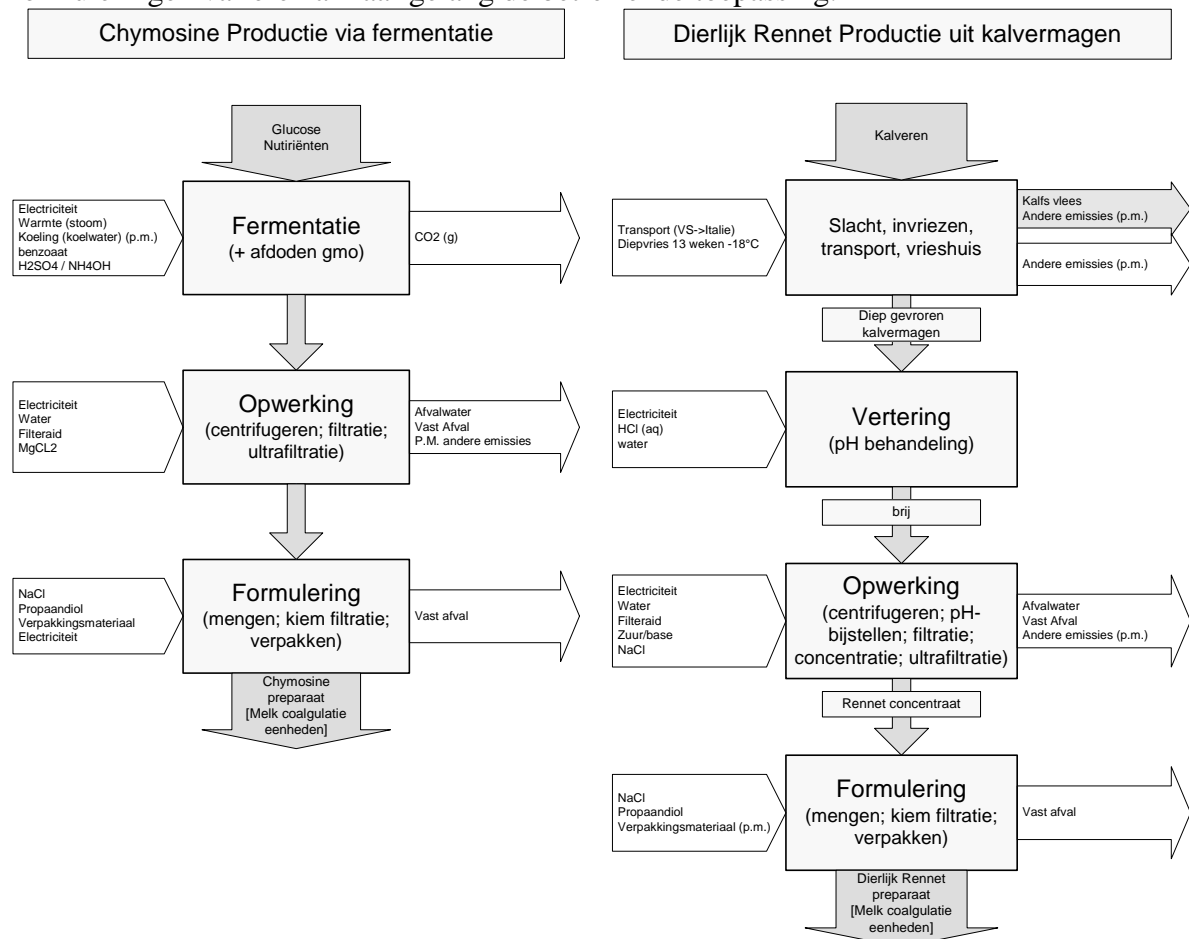 Chymosine Productie via fermentatie
Glucose
Nutiriënten
Electriciteit
Warmte (stoom)
Koeling (koelwater) (p.m.)
benzoaat
H2SO4 / NH4OH
Fermentatie
(+ afdoden gmo)
CO2 (g)
Electriciteit
Water
Filteraid
MgCL2
Opwerking
(centrifugeren; filtratie;
ultrafiltratie)
Afvalwater
Vast Afval
P.M. andere emissies
NaCl
Propaandiol
Verpakkingsmateriaal
Electriciteit
Formulering
(mengen; kiem filtratie;
verpakken)
Vast afval
Chymosine
preparaat
[Melk coalgulatie
eenheden]
Dierlijk Rennet Productie uit kalvermagen
Kalveren
Transport (VS->Italie)
Diepvries 13 weken -18°C
Slacht, invriezen,
transport, vrieshuis
Kalfs vlees
Andere emissies (p.m.)
Andere emissies (p.m.)
Diep gevroren
kalvermagen
Electriciteit
HCl (aq)
water
Vertering
(pH behandeling)
brij
Electriciteit
Water
Filteraid
Zuur/base
NaCl
Opwerking
(centrifugeren; pH-
bijstellen; filtratie;
concentratie; ultrafiltratie)
Afvalwater
Vast Afval
Andere emissies (p.m.)
Rennet concentraat
NaCl
Propaandiol
Verpakkingsmateriaal (p.m.)
Formulering
(mengen; kiem filtratie;
verpakken)
Vast afval
Dierlijk Rennet
preparaat
[Melk coalgulatie
eenheden]